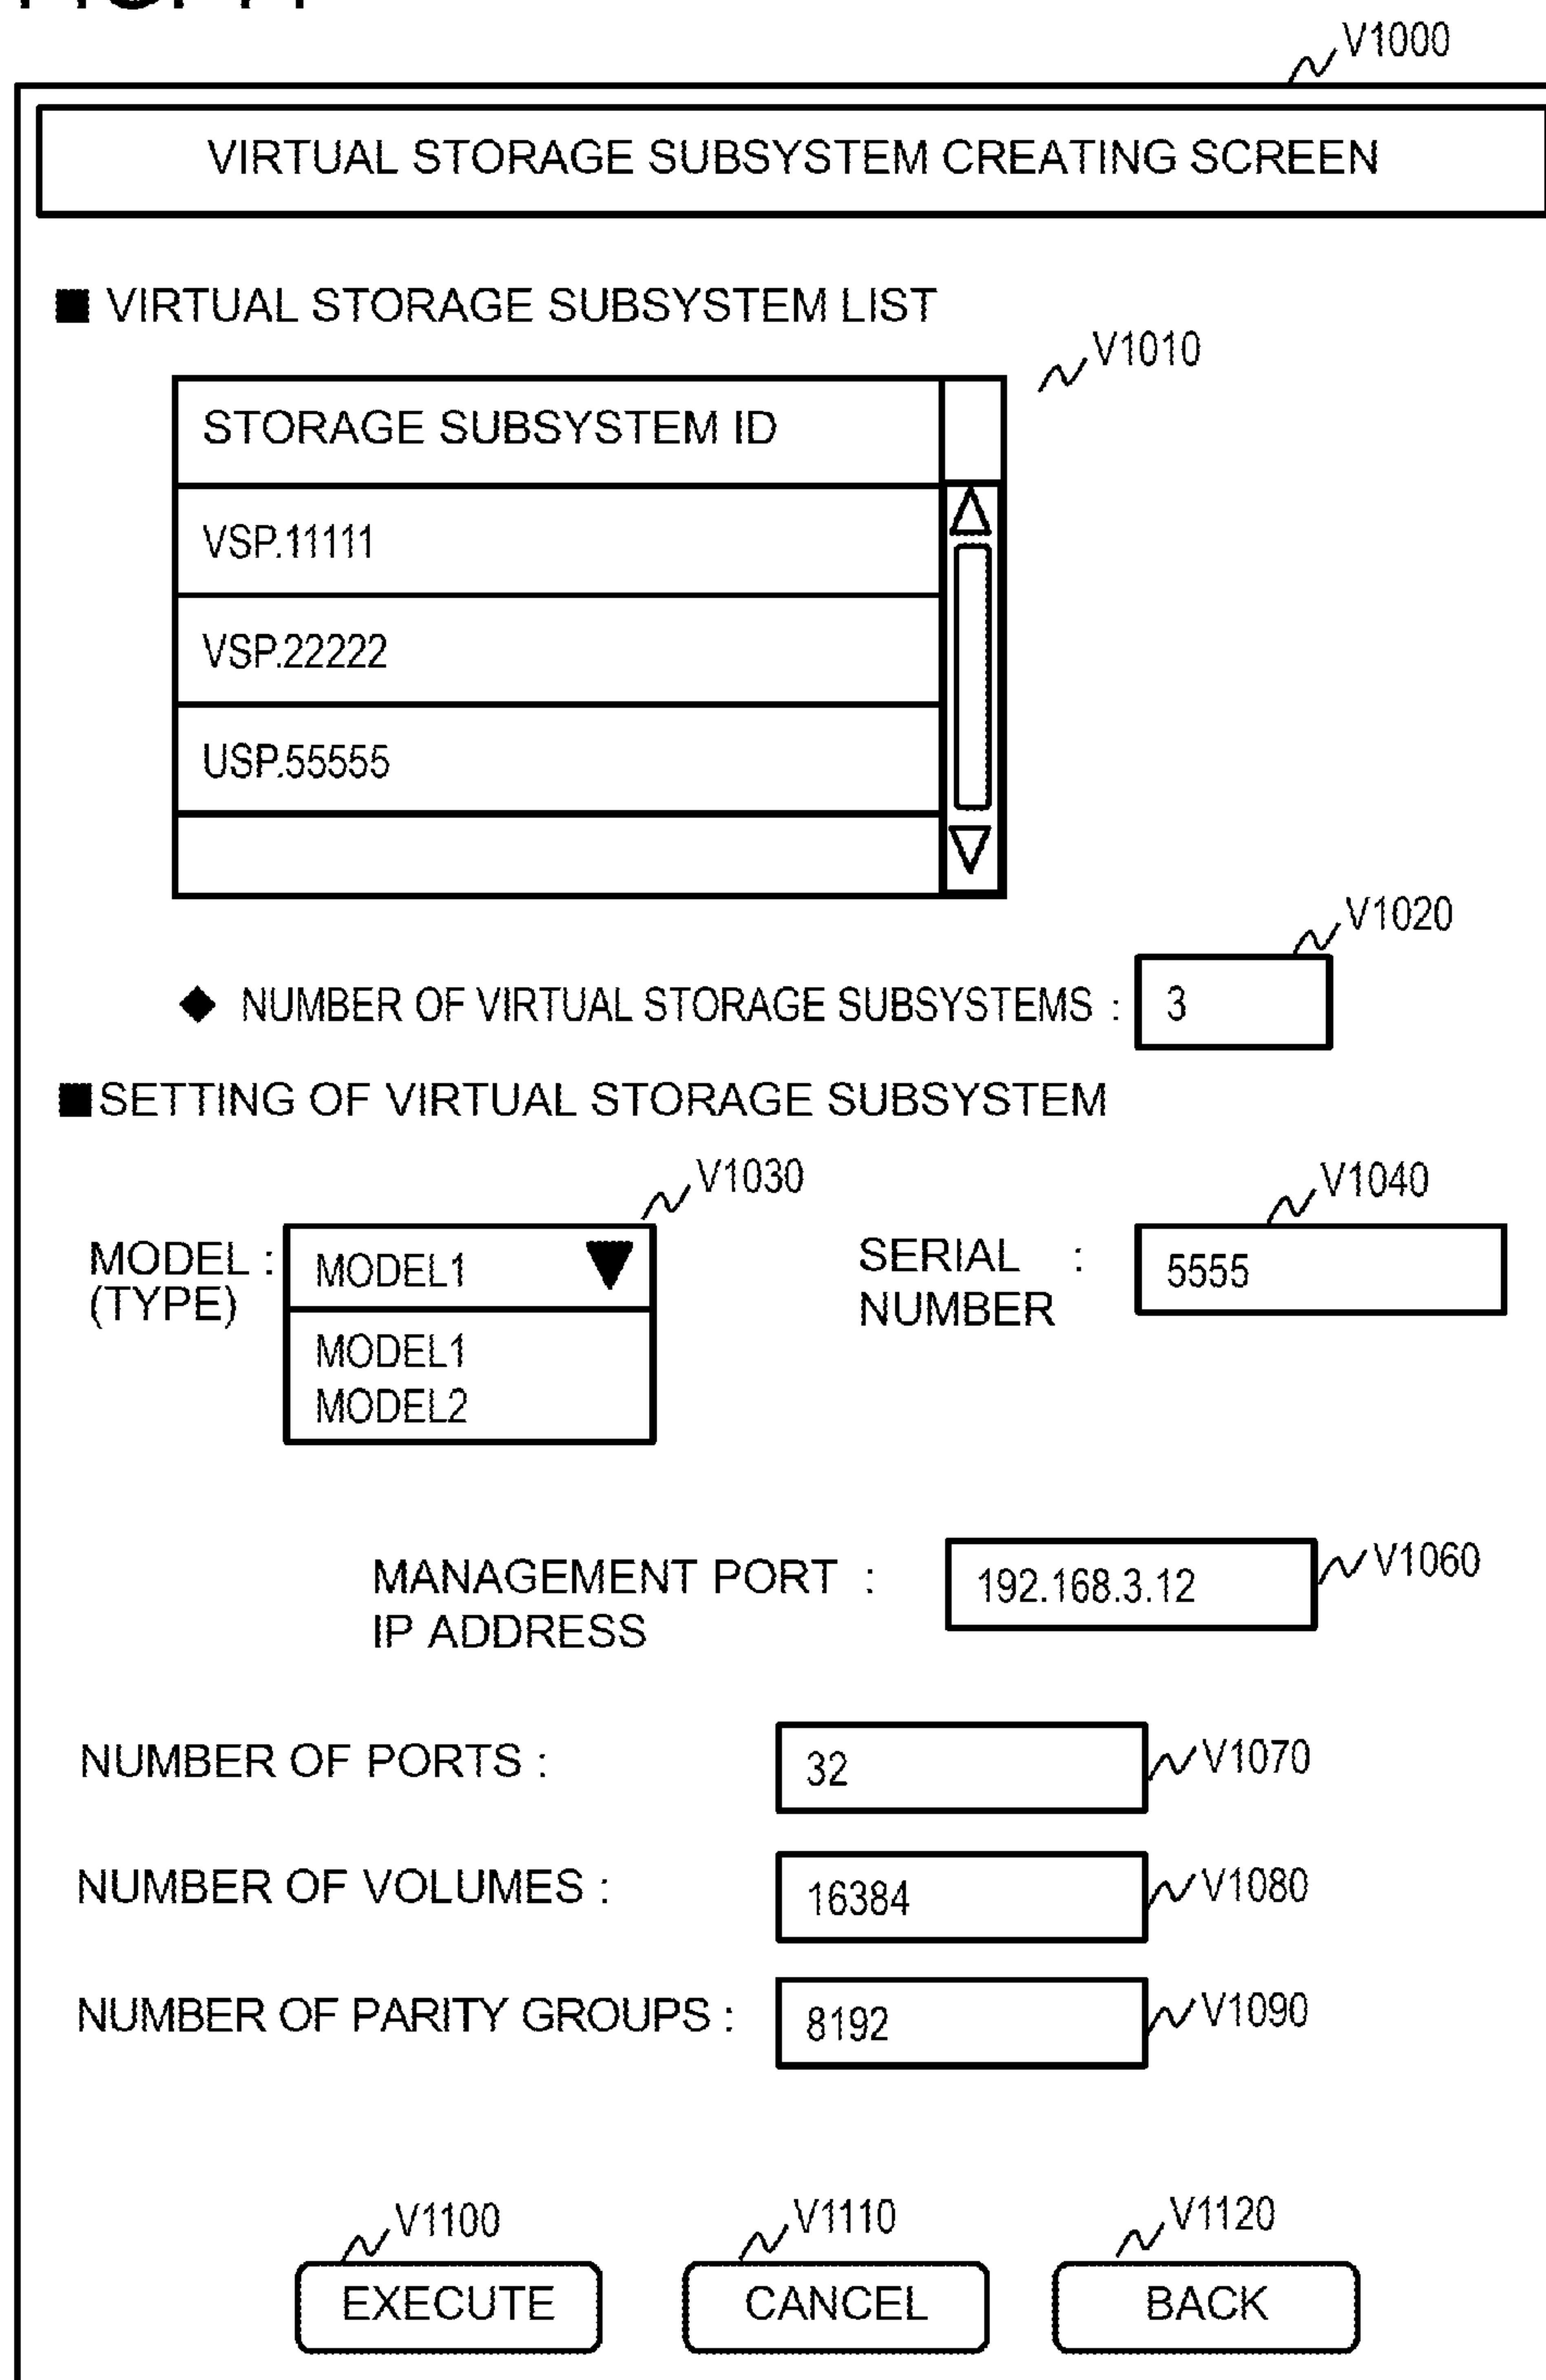 V1000
VIRTUAL STORAGE SUBSYSTEM CREATING SCREEN
■ VIRTUAL STORAGE SUBSYSTEM LIST
V1010
STORAGE SUBSYSTEM ID
VSP.11111
VSP.22222
USP.55555
V1020
◆ NUMBER OF VIRTUAL STORAGE SUBSYSTEMS : 3
■ SETTING OF VIRTUAL STORAGE SUBSYSTEM
V1030
V1040
MODEL : MODEL1 ▼
(TYPE)
MODEL1
MODEL2
SERIAL : 5555
NUMBER
MANAGEMENT PORT : 192.168.3.12 V1060
IP ADDRESS
NUMBER OF PORTS : 32 V1070
NUMBER OF VOLUMES : 16384 V1080
NUMBER OF PARITY GROUPS : 8192 V1090
V1100 V1110 V1120
EXECUTE CANCEL BACK